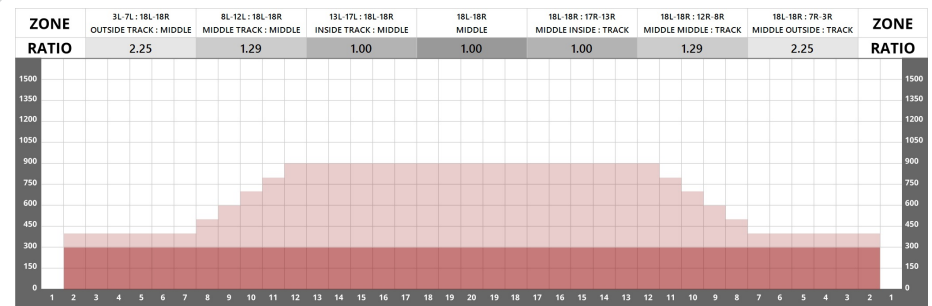 ZONE 3L-7L : 18L-18R 8L-12L : 18L-18R 13L-17L : 18L-18R 18L-18R 18L-18R : 17R-13R 18L-18R : 12R-8R 18L-18R : 7R-3R ZONE
OUTSIDE TRACK : MIDDLE MIDDLE TRACK : MIDDLE INSIDE TRACK : MIDDLE MIDDLE MIDDLE INSIDE : TRACK MIDDLE MIDDLE : TRACK MIDDLE OUTSIDE : TRACK
RATIO 2.25 1.29 1.00 1.00 1.00 1.29 2.25 RATIO
1500 1500
1350 1350
1200 1200
1050 1050
900 900
750 750
600 600
450 450
300 300
150 150
0 0
1 2 3 4 5 6 7 8 9 10 11 12 13 14 15 16 17 18 19 20 19 18 17 16 15 14 13 12 11 10 9 8 7 6 5 4 3 2 1